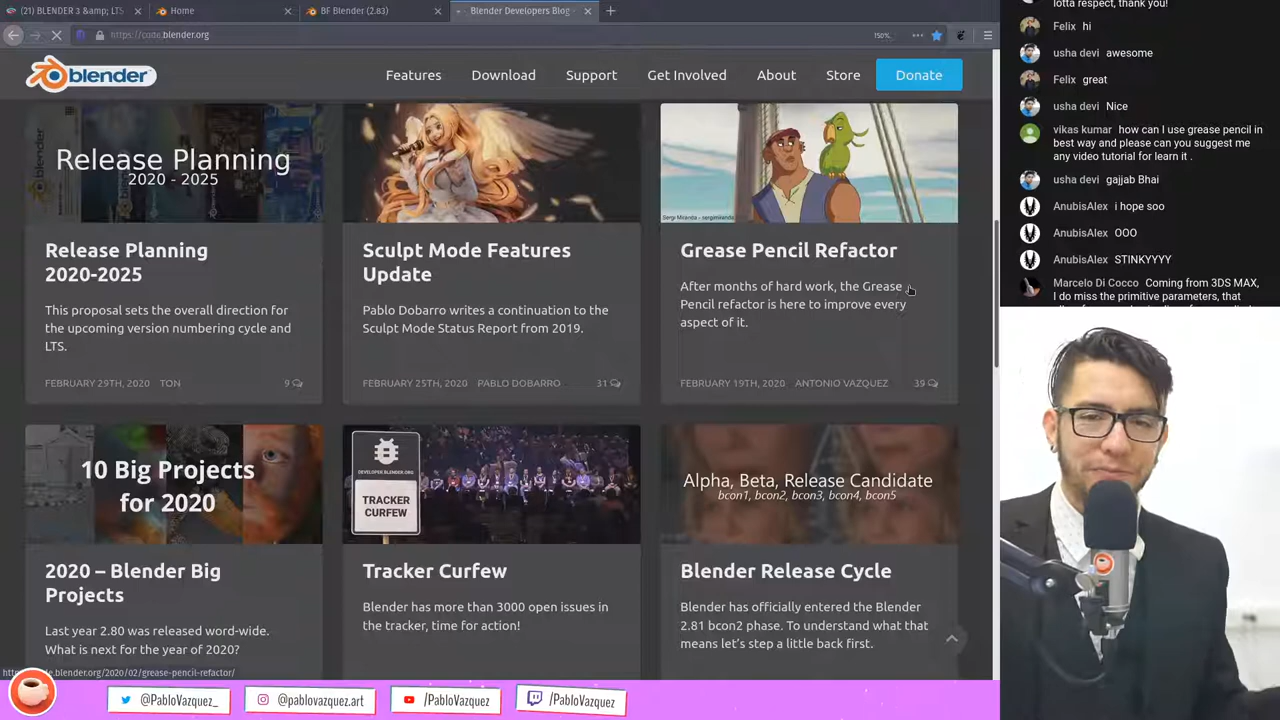 (21) BLENDER 3 &amp; LTS
Home
BF Blender (2.83)
Blender Developers Blog
https://code.blender.org
150%
blender
Features
Download
Support
Get Involved
About
Store
Donate
Release Planning
2020 - 2025
Sergi Miranda - sergimiranda
Release Planning
2020-2025
This proposal sets the overall direction for
the upcoming version numbering cycle and
LTS.
FEBRUARY 29TH, 2020 TON 9
Sculpt Mode Features
Update
Pablo Dobarro writes a continuation to the
Sculpt Mode Status Report from 2019.
FEBRUARY 25TH, 2020 PABLO DOBARRO 31
Grease Pencil Refactor
After months of hard work, the Grease
Pencil refactor is here to improve every
aspect of it.
FEBRUARY 19TH, 2020 ANTONIO VAZQUEZ 39
10 Big Projects
for 2020
2020 – Blender Big
Projects
Last year 2.80 was released word-wide.
What is next for the year of 2020?
DEVELOPER.BLENDER.ORG
TRACKER
CURFEW
Tracker Curfew
Blender has more than 3000 open issues in
the tracker, time for action!
Alpha, Beta, Release Candidate
bcon1, bcon2, bcon3, bcon4, bcon5
Blender Release Cycle
Blender has officially entered the Blender
2.81 bcon2 phase. To understand what that
means let’s step a little back first.
.blender.org/2020/02/grease-pencil-refactor/
lotta respect, thank you!
Felix hi
usha devi awesome
Felix great
usha devi Nice
vikas kumar how can I use grease pencil in
best way and please can you suggest me
any video tutorial for learn it .
usha devi gajjab Bhai
AnubisAlex i hope soo
AnubisAlex OOO
AnubisAlex STINKYYYY
Marcelo Di Cocco Coming from 3DS MAX,
I do miss the primitive parameters, that
@PabloVazquez_
@pablovazquez.art
/PabloVazquez
/PabloVazquez